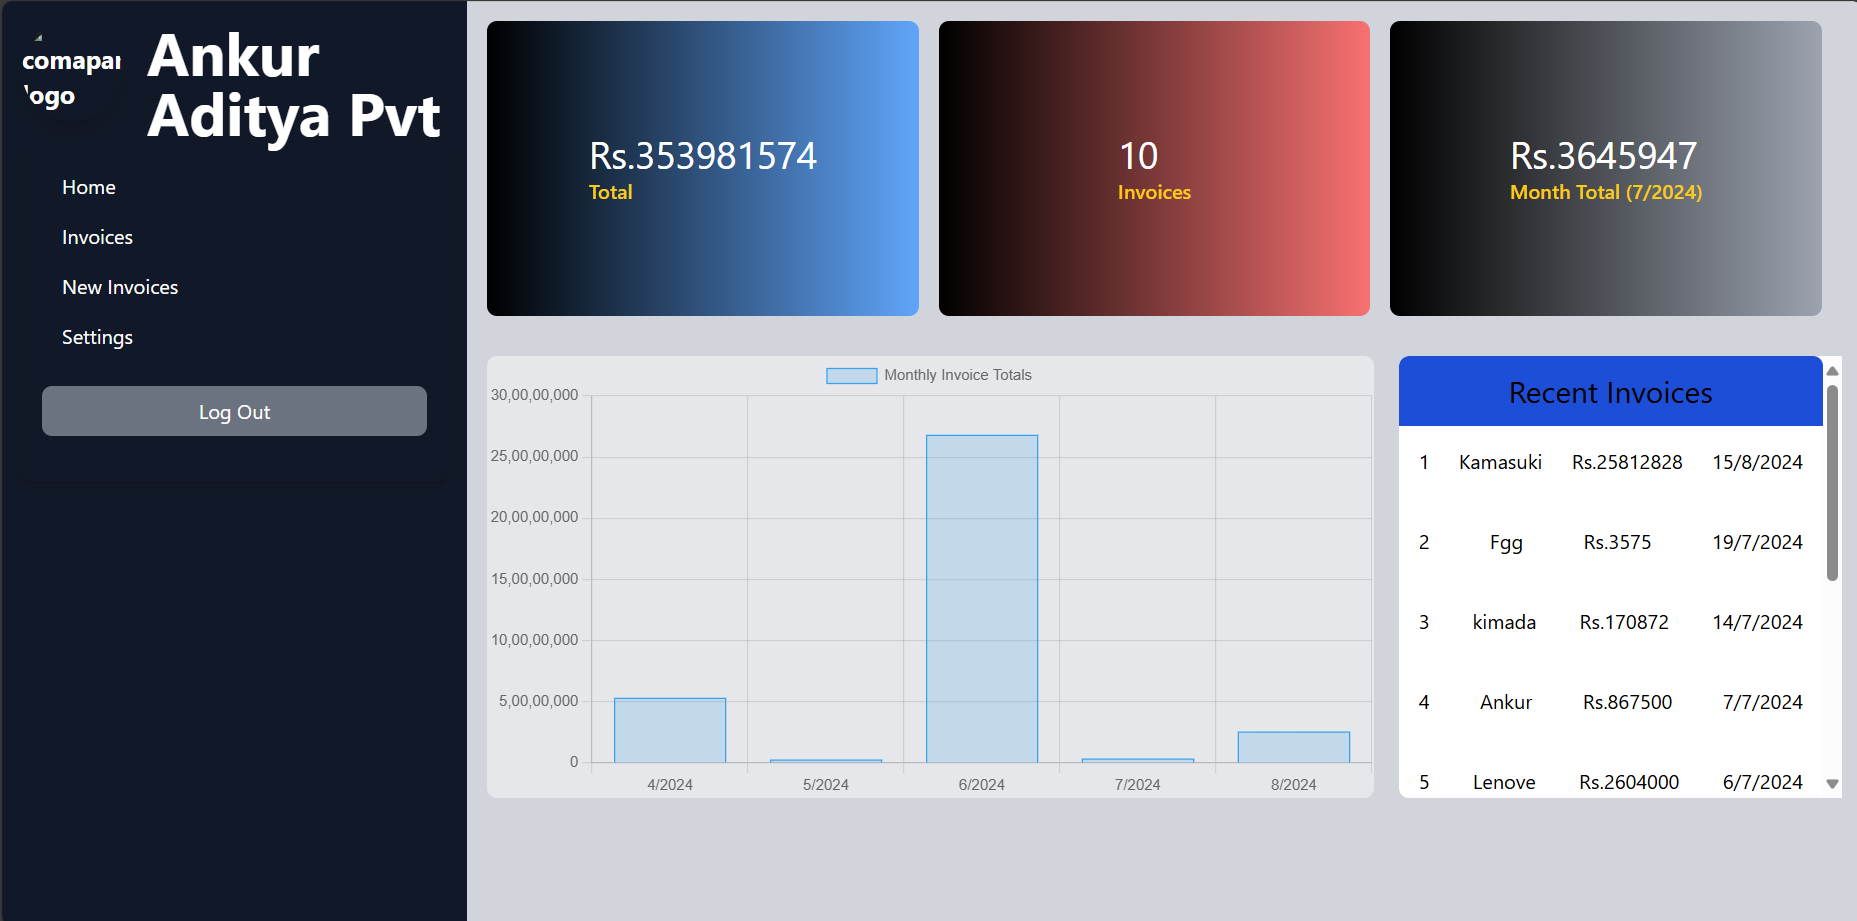 comapar
logo
Ankur
Aditya Pvt
Home
Invoices
New Invoices
Settings
Log Out
Rs.353981574
Total
10
Invoices
Rs.3645947
Month Total (7/2024)
Monthly Invoice Totals
30,00,00,000
25,00,00,000
20,00,00,000
15,00,00,000
10,00,00,000
5,00,00,000
0
4/2024 5/2024 6/2024 7/2024 8/2024
Recent Invoices
1 Kamasuki Rs.25812828 15/8/2024
2 Fgg Rs.3575 19/7/2024
3 kimada Rs.170872 14/7/2024
4 Ankur Rs.867500 7/7/2024
5 Lenove Rs.2604000 6/7/2024